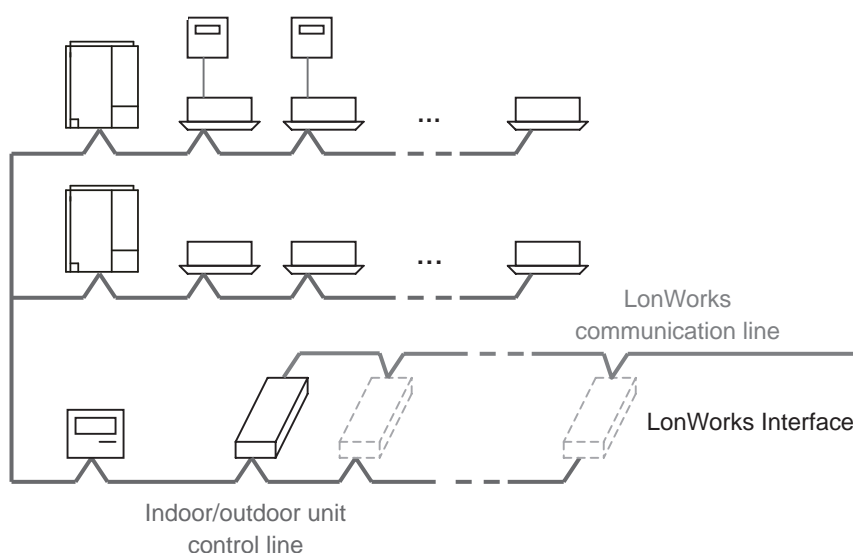 ...
...
LonWorks
communication line
LonWorks Interface
Indoor/outdoor unit
control line